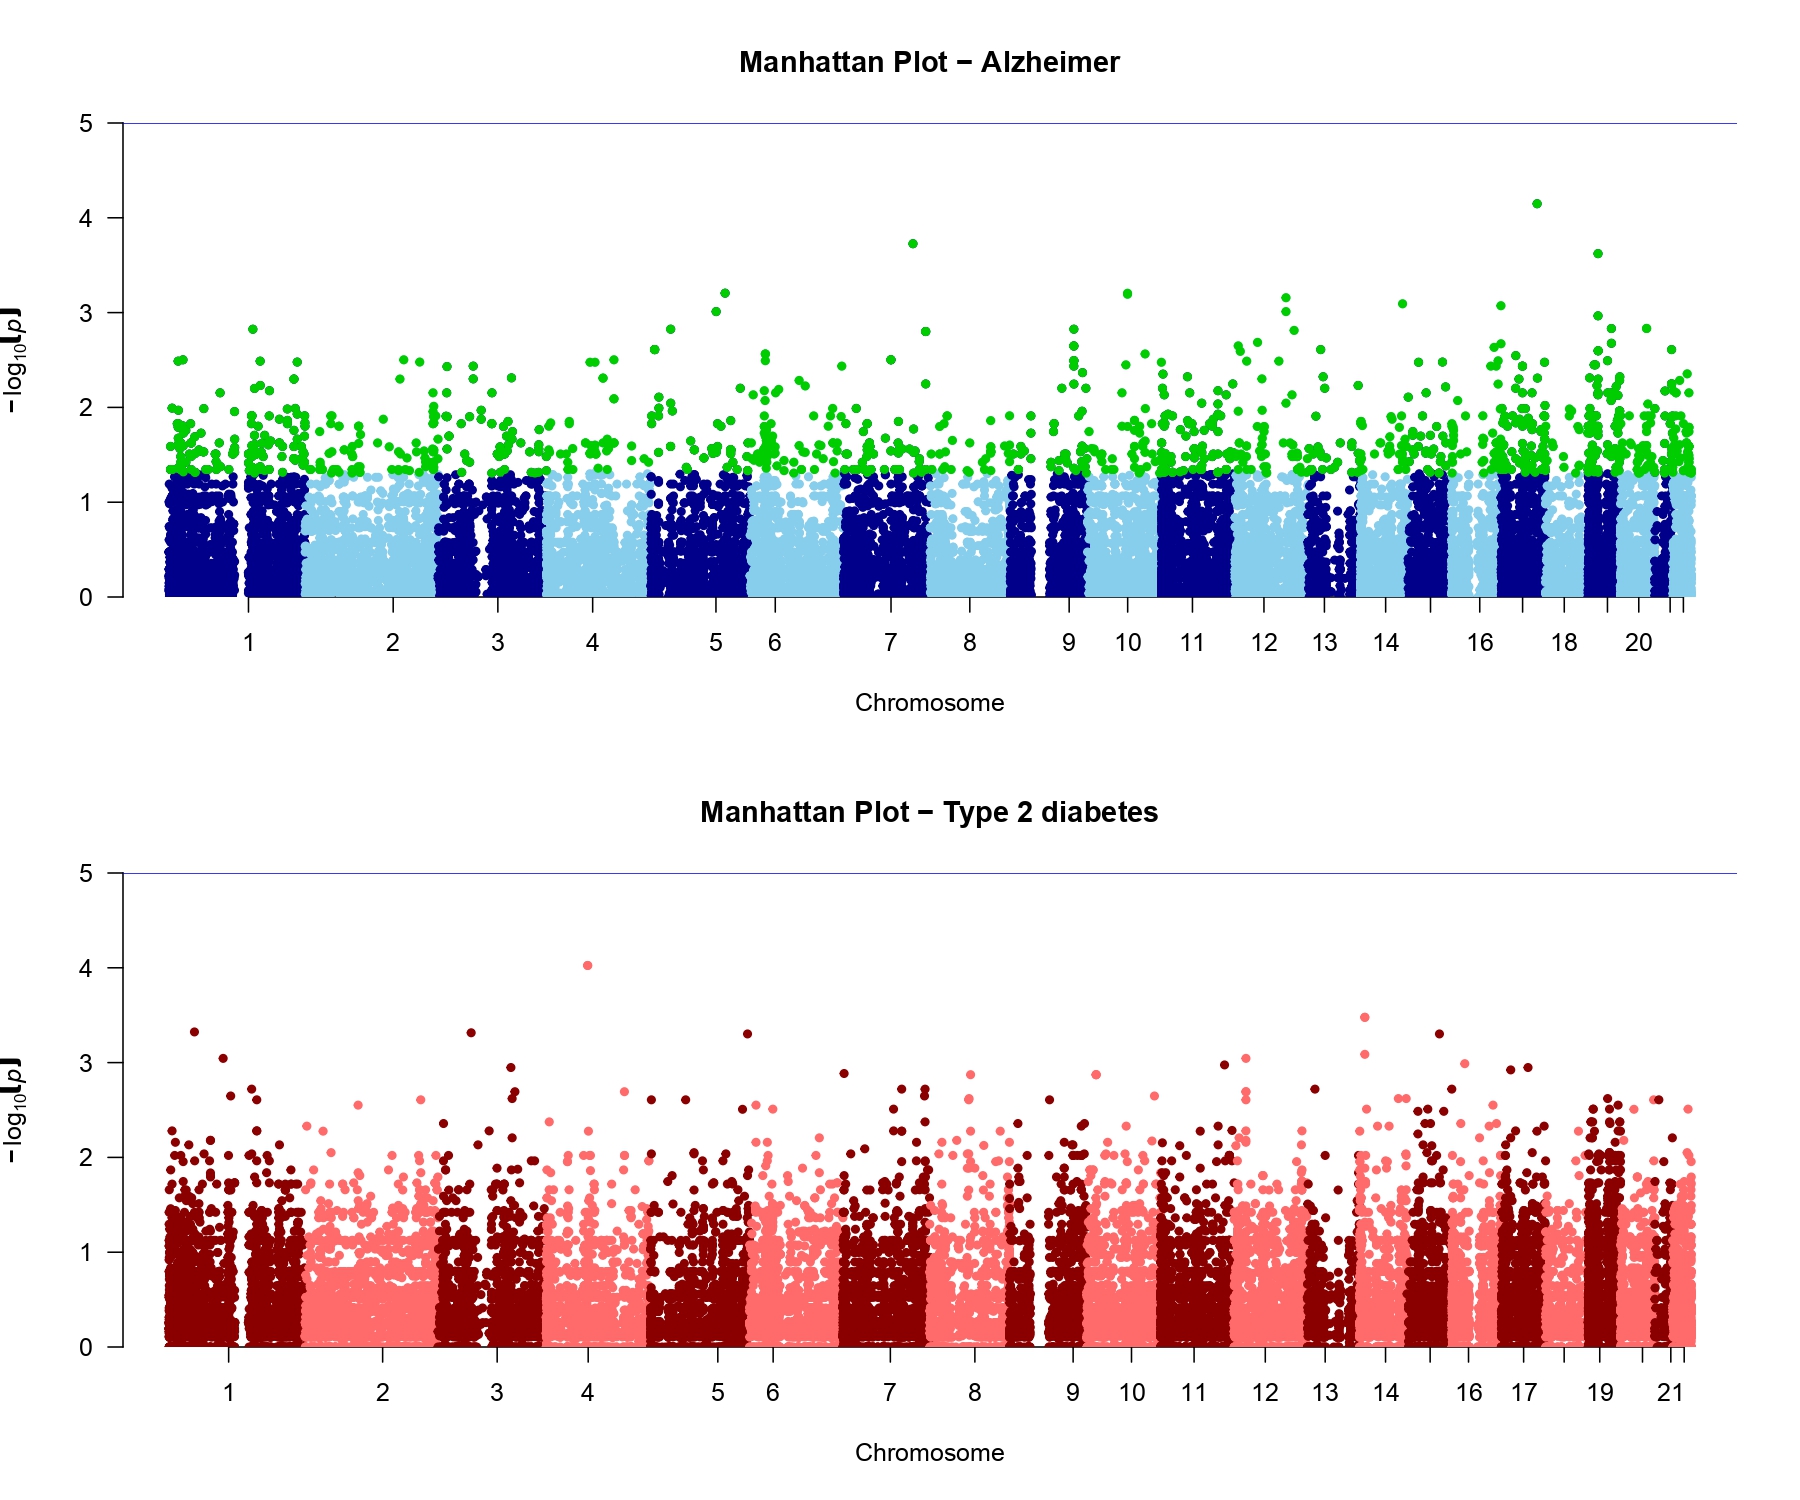 Manhattan Plot − Alzheimer
5
4
3
2
1
0
−log10[p]
1 2 3 4 5 6 7 8 9 10 11 12 13 14 16 18 20
Chromosome
Manhattan Plot − Type 2 diabetes
5
4
3
2
1
0
−log10[p]
1 2 3 4 5 6 7 8 9 10 11 12 13 14 16 17 19 21
Chromosome